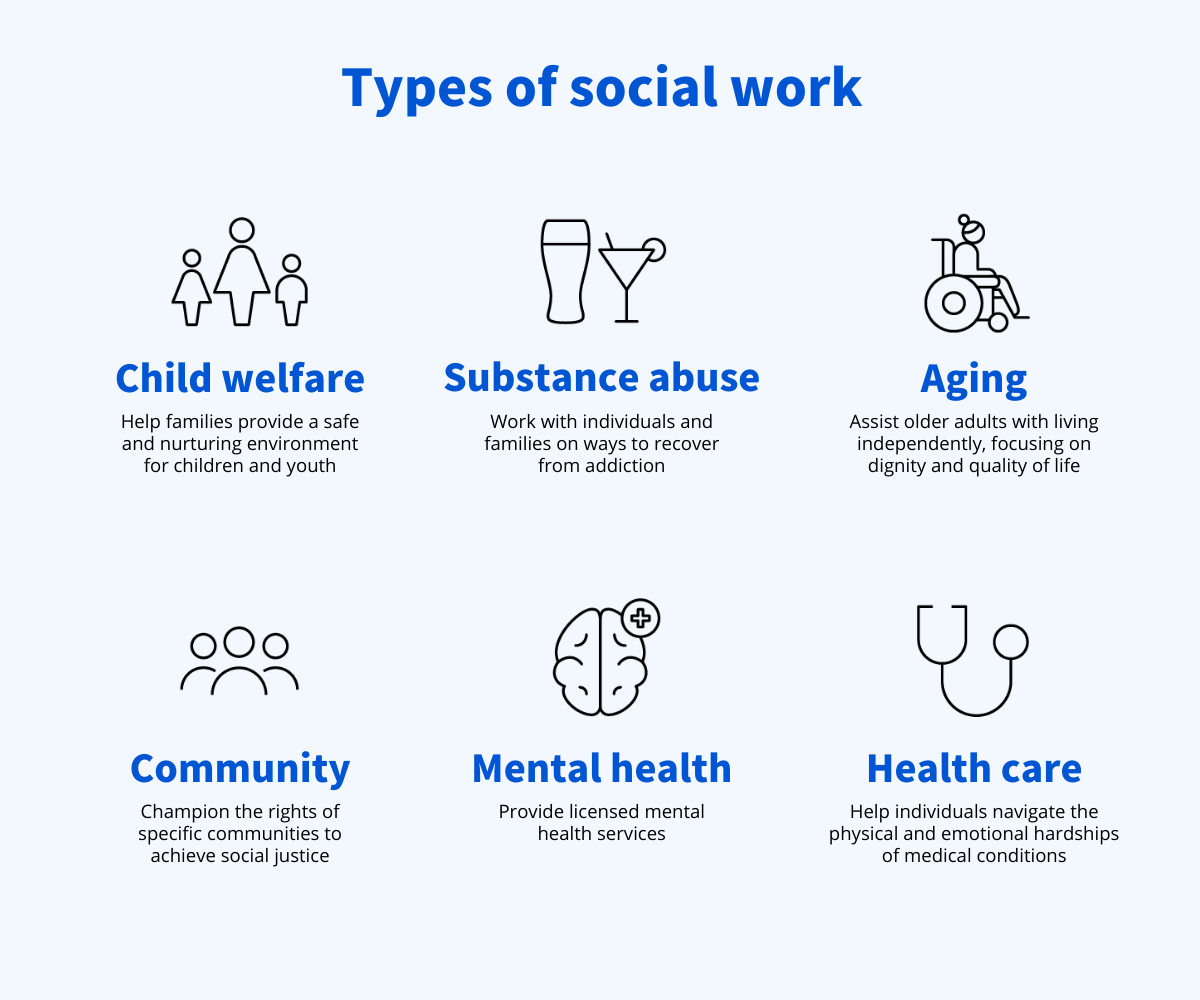 Types of social work
Child welfare
Help families provide a safe
and nurturing environment
for children and youth
Substance abuse
Work with individuals and
families on ways to recover
from addiction
Aging
Assist older adults with living
independently, focusing on
dignity and quality of life
Community
Champion the rights of
specific communities to
achieve social justice
Mental health
Provide licensed mental
health services
Health care
Help individuals navigate the
physical and emotional hardships
of medical conditions